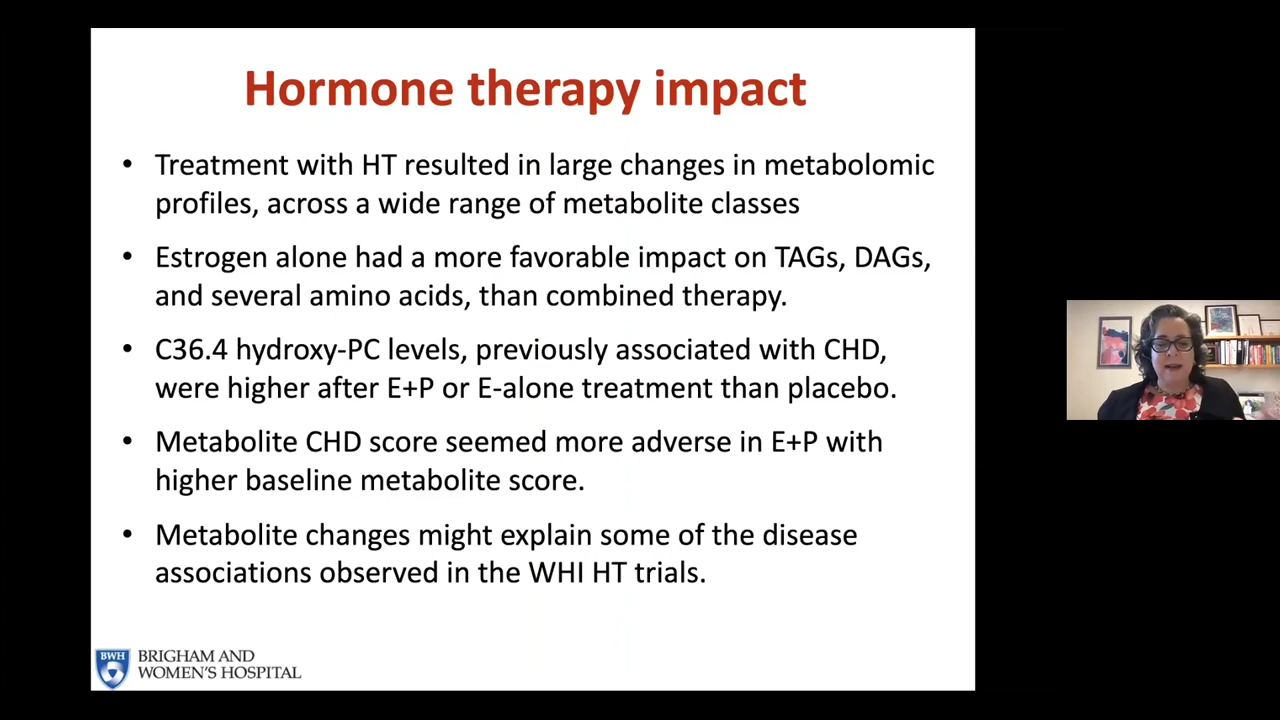 Hormone therapy impact
• Treatment with HT resulted in large changes in metabolomic
profiles, across a wide range of metabolite classes
• Estrogen alone had a more favorable impact on TAGs, DAGs,
and several amino acids, than combined therapy.
• C36.4 hydroxy-PC levels, previously associated with CHD,
were higher after E+P or E-alone treatment than placebo.
• Metabolite CHD score seemed more adverse in E+P with
higher baseline metabolite score.
• Metabolite changes might explain some of the disease
associations observed in the WHI HT trials.
BWH
BRIGHAM AND
WOMEN'S HOSPITAL